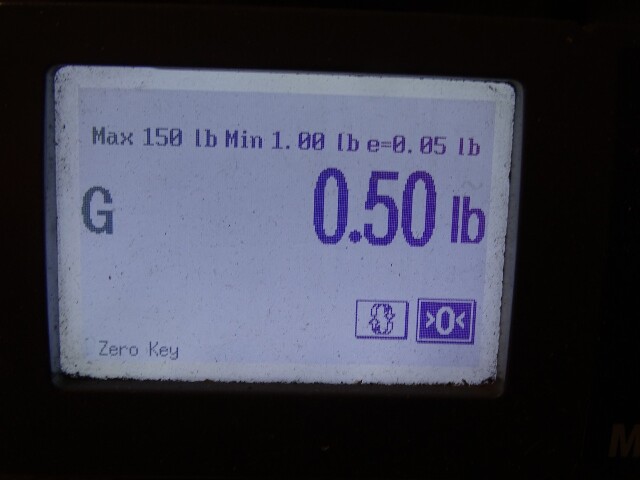 Max 150 lb Min 1.00 lb e=0.05 lb
G 0.50 lb
>0<
Zero Key
M